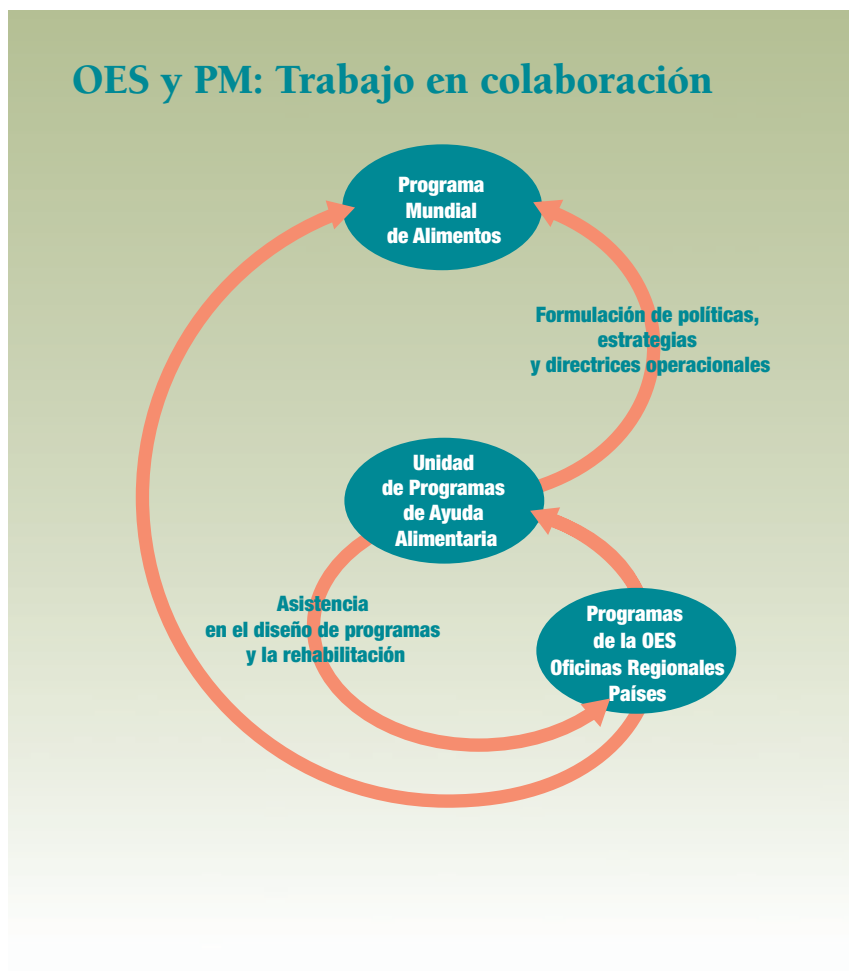 OES y PM: Trabajo en colaboración
Programa
Mundial
de Alimentos
Formulación de políticas,
estrategias
y directrices operacionales
Unidad
de Programas
de Ayuda
Alimentaria
Asistencia
en el diseño de programas
y la rehabilitación
Programas
de la OES
Oficinas Regionales
Países